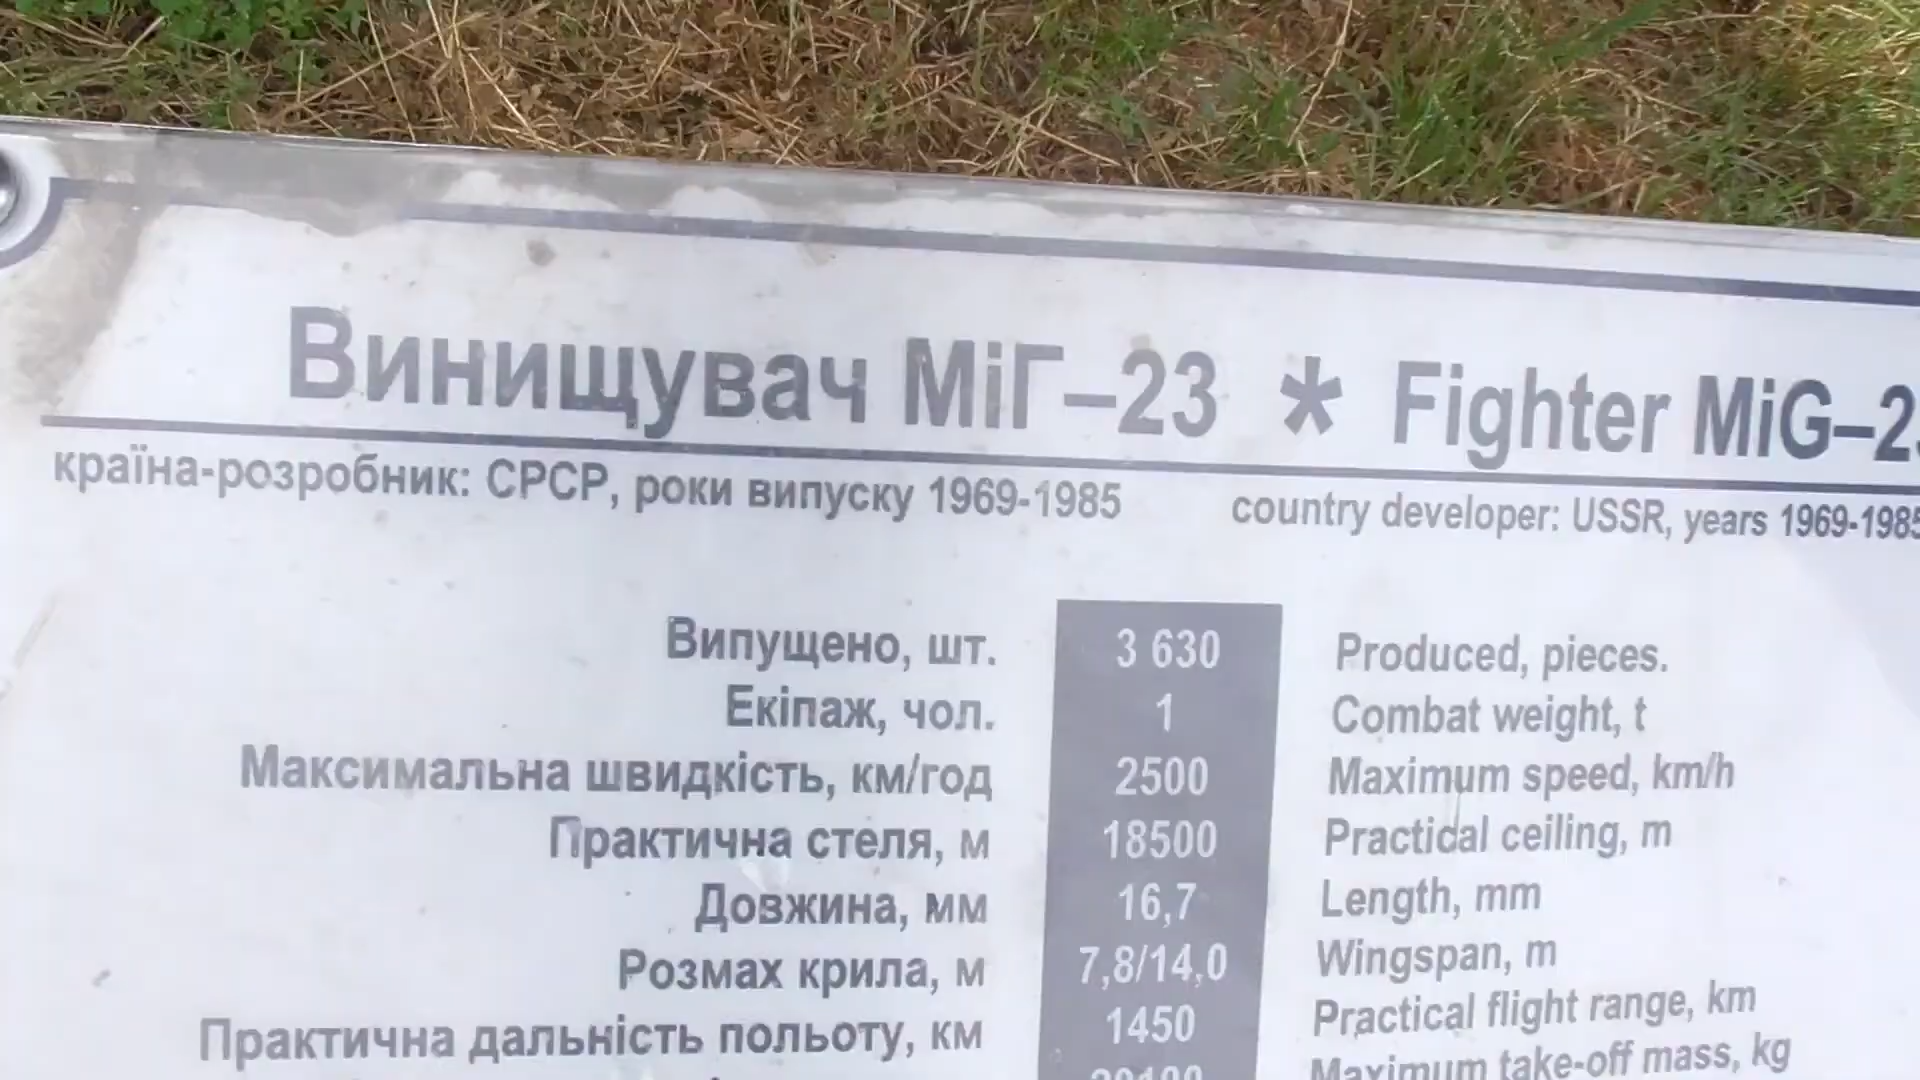 Винищувач МіГ–23 * Fighter MiG–23
країна-розробник: СРСР, роки випуску 1969-1985 country developer: USSR, years 1969-1985
Випущено, шт. 3 630 Produced, pieces.
Екіпаж, чол. 1 Combat weight, t
Максимальна швидкість, км/год 2500 Maximum speed, km/h
Практична стеля, м 18500 Practical ceiling, m
Довжина, мм 16,7 Length, mm
Розмах крила, м 7,8/14,0 Wingspan, m
Практична дальність польоту, км 1450 Practical flight range, km
Maximum take-off mass, kg